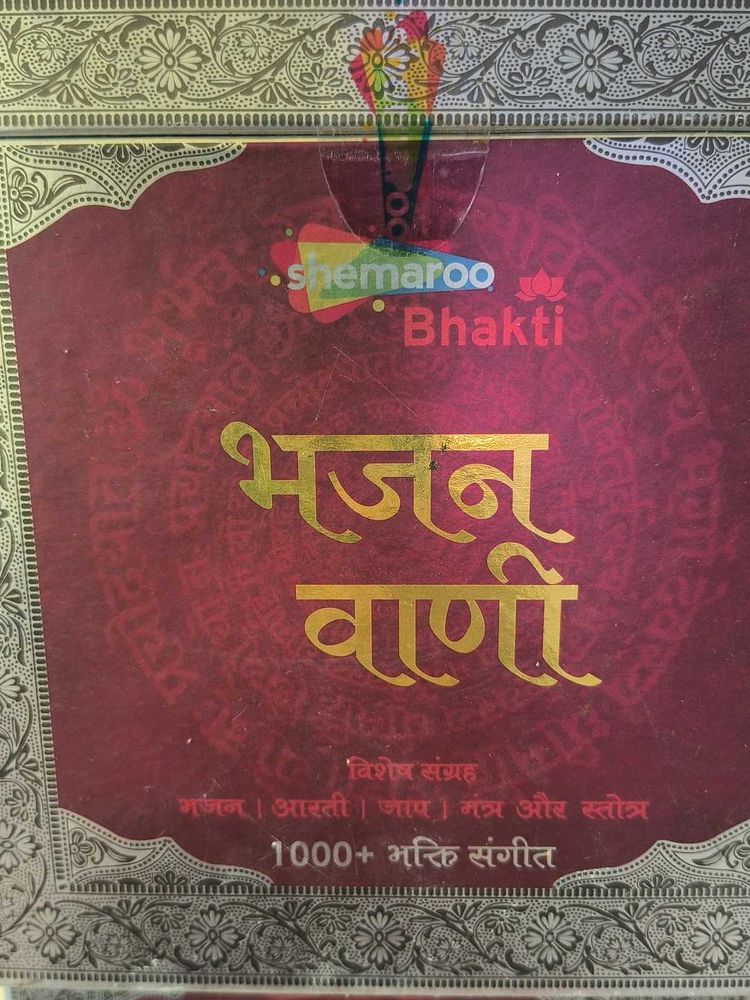 shemaroo
Bhakti
भजन
वाणी
विशेष संग्रह
भजन | आरती | जाप | मंत्र और स्तोत्र
1000+ भक्ति संगीत